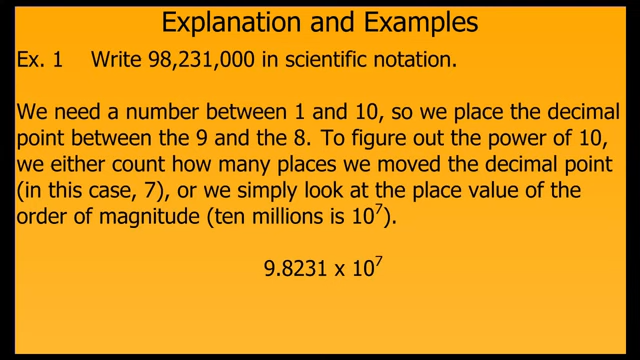 Explanation and Examples
Ex. 1 Write 98,231,000 in scientific notation.
We need a number between 1 and 10, so we place the decimal
point between the 9 and the 8. To figure out the power of 10,
we either count how many places we moved the decimal point
(in this case, 7), or we simply look at the place value of the
order of magnitude (ten millions is 10⁷).
9.8231 x 10⁷